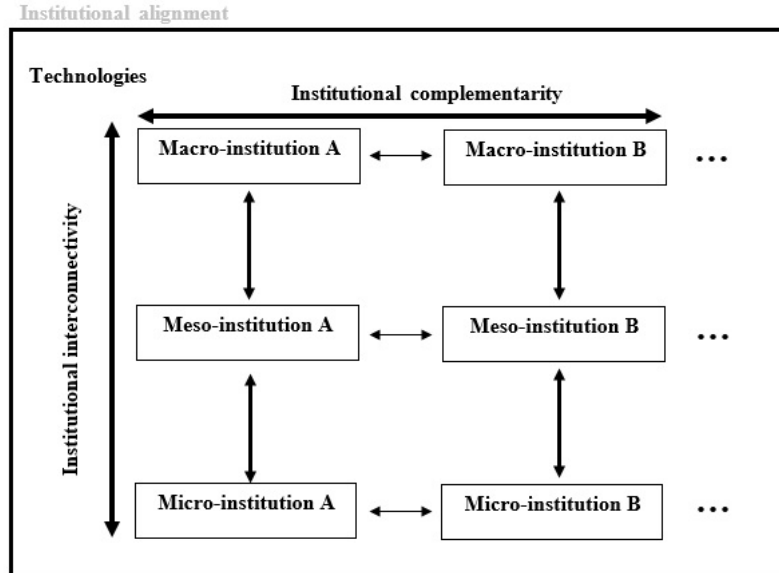 Institutional alignment
Technologies
Institutional complementarity
Institutional interconnectivity
Macro-institution A
Macro-institution B
...
Meso-institution A
Meso-institution B
...
Micro-institution A
Micro-institution B
...